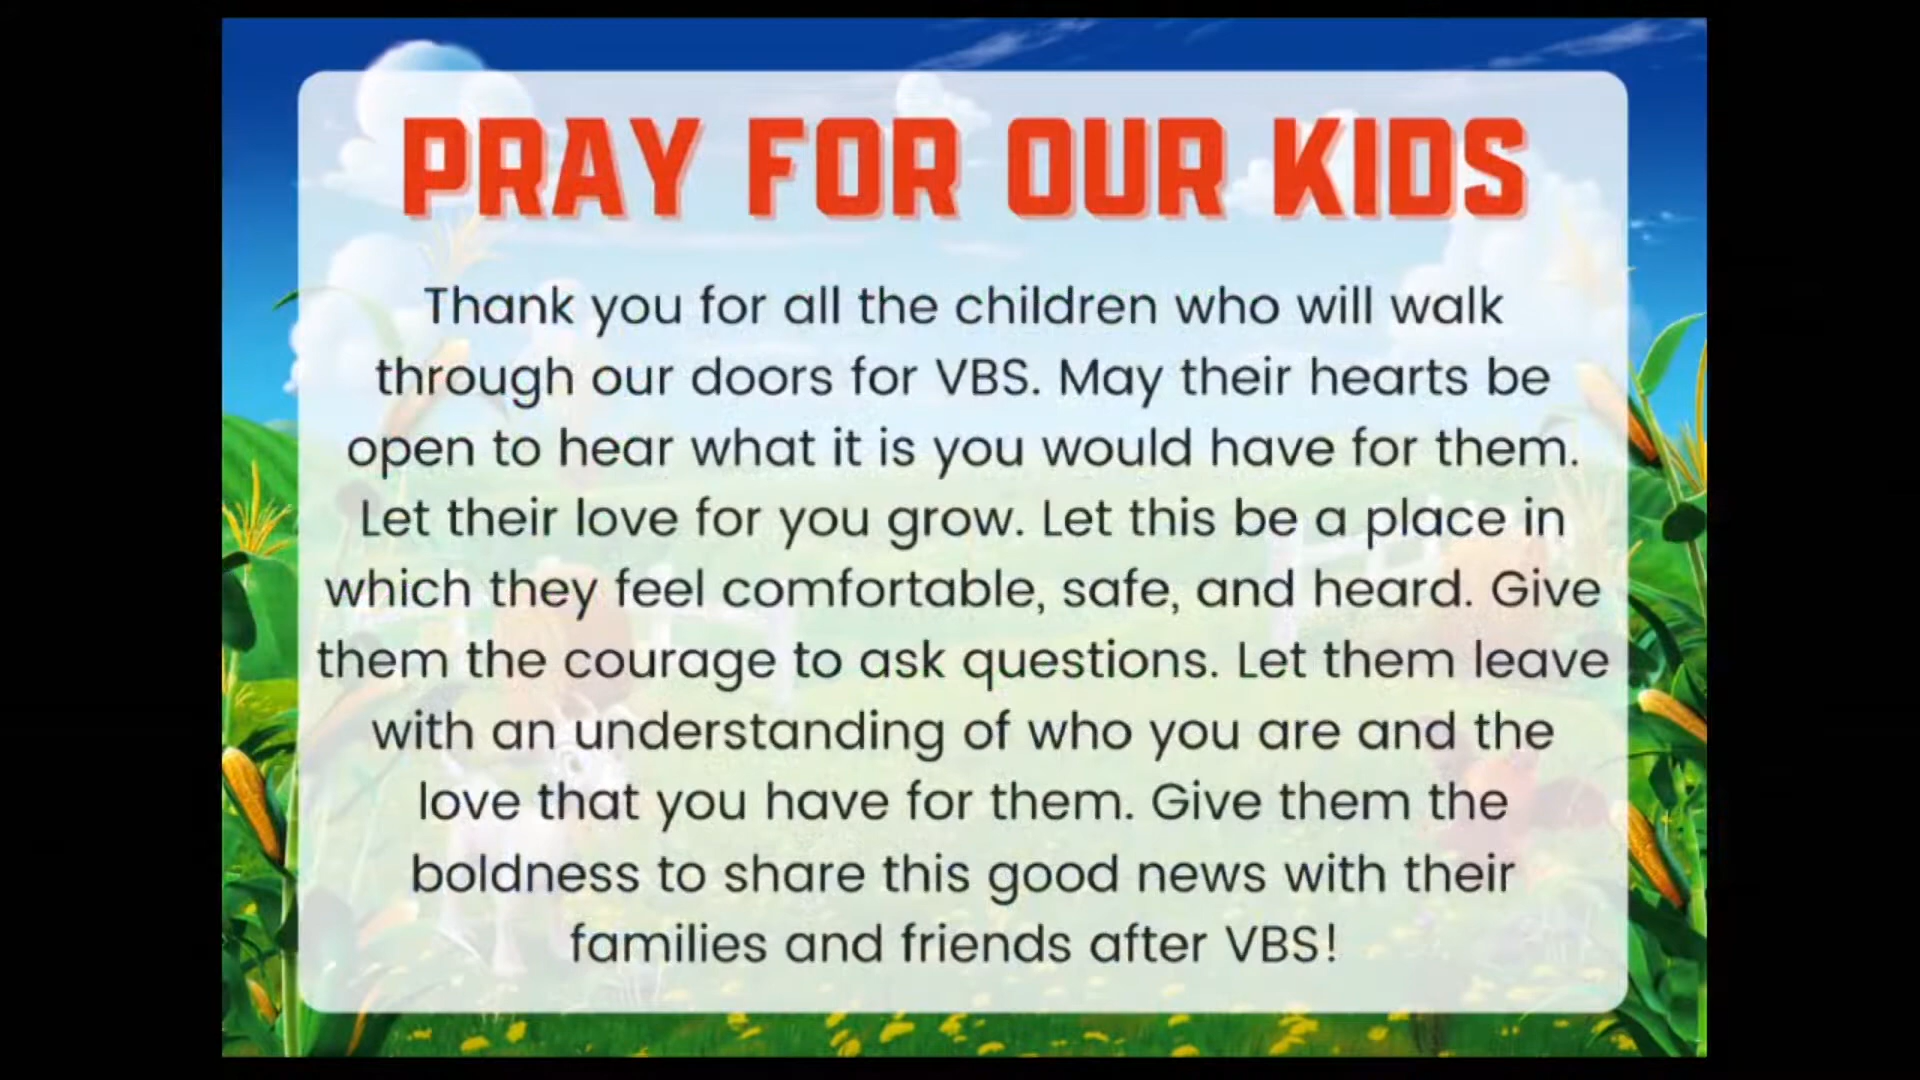 PRAY FOR OUR KIDS
Thank you for all the children who will walk
through our doors for VBS. May their hearts be
open to hear what it is you would have for them.
Let their love for you grow. Let this be a place in
which they feel comfortable, safe, and heard. Give
them the courage to ask questions. Let them leave
with an understanding of who you are and the
love that you have for them. Give them the
boldness to share this good news with their
families and friends after VBS!